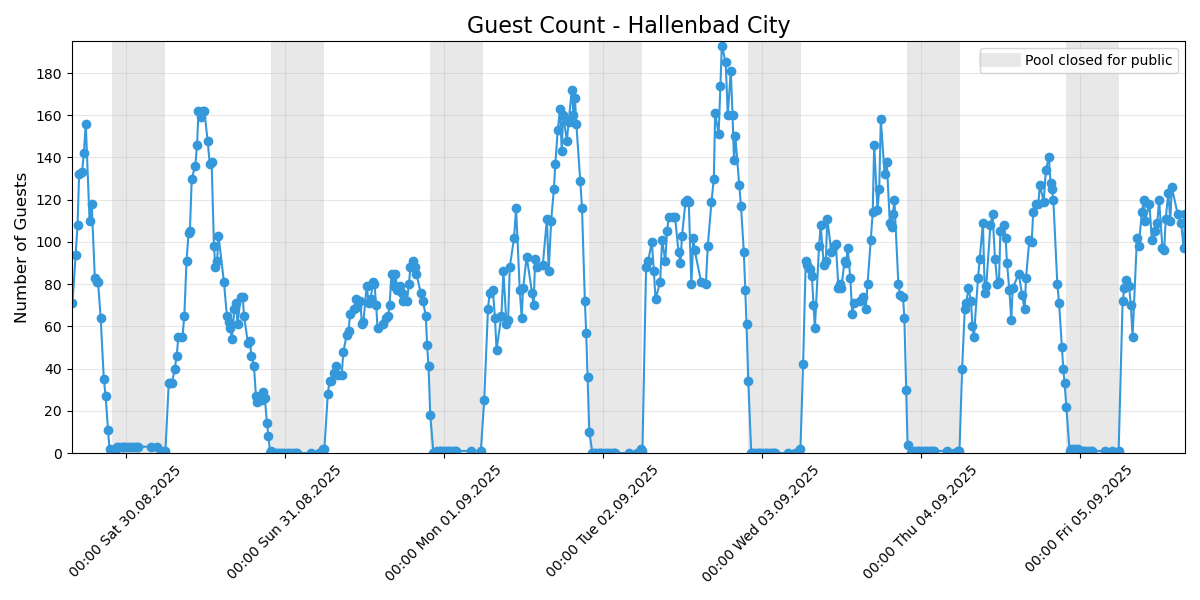 Guest Count - Hallenbad City
Pool closed for public
Number of Guests
180
160
140
120
100
80
60
40
20
0
00:00 Sat 30.08.2025
00:00 Sun 31.08.2025
00:00 Mon 01.09.2025
00:00 Tue 02.09.2025
00:00 Wed 03.09.2025
00:00 Thu 04.09.2025
00:00 Fri 05.09.2025